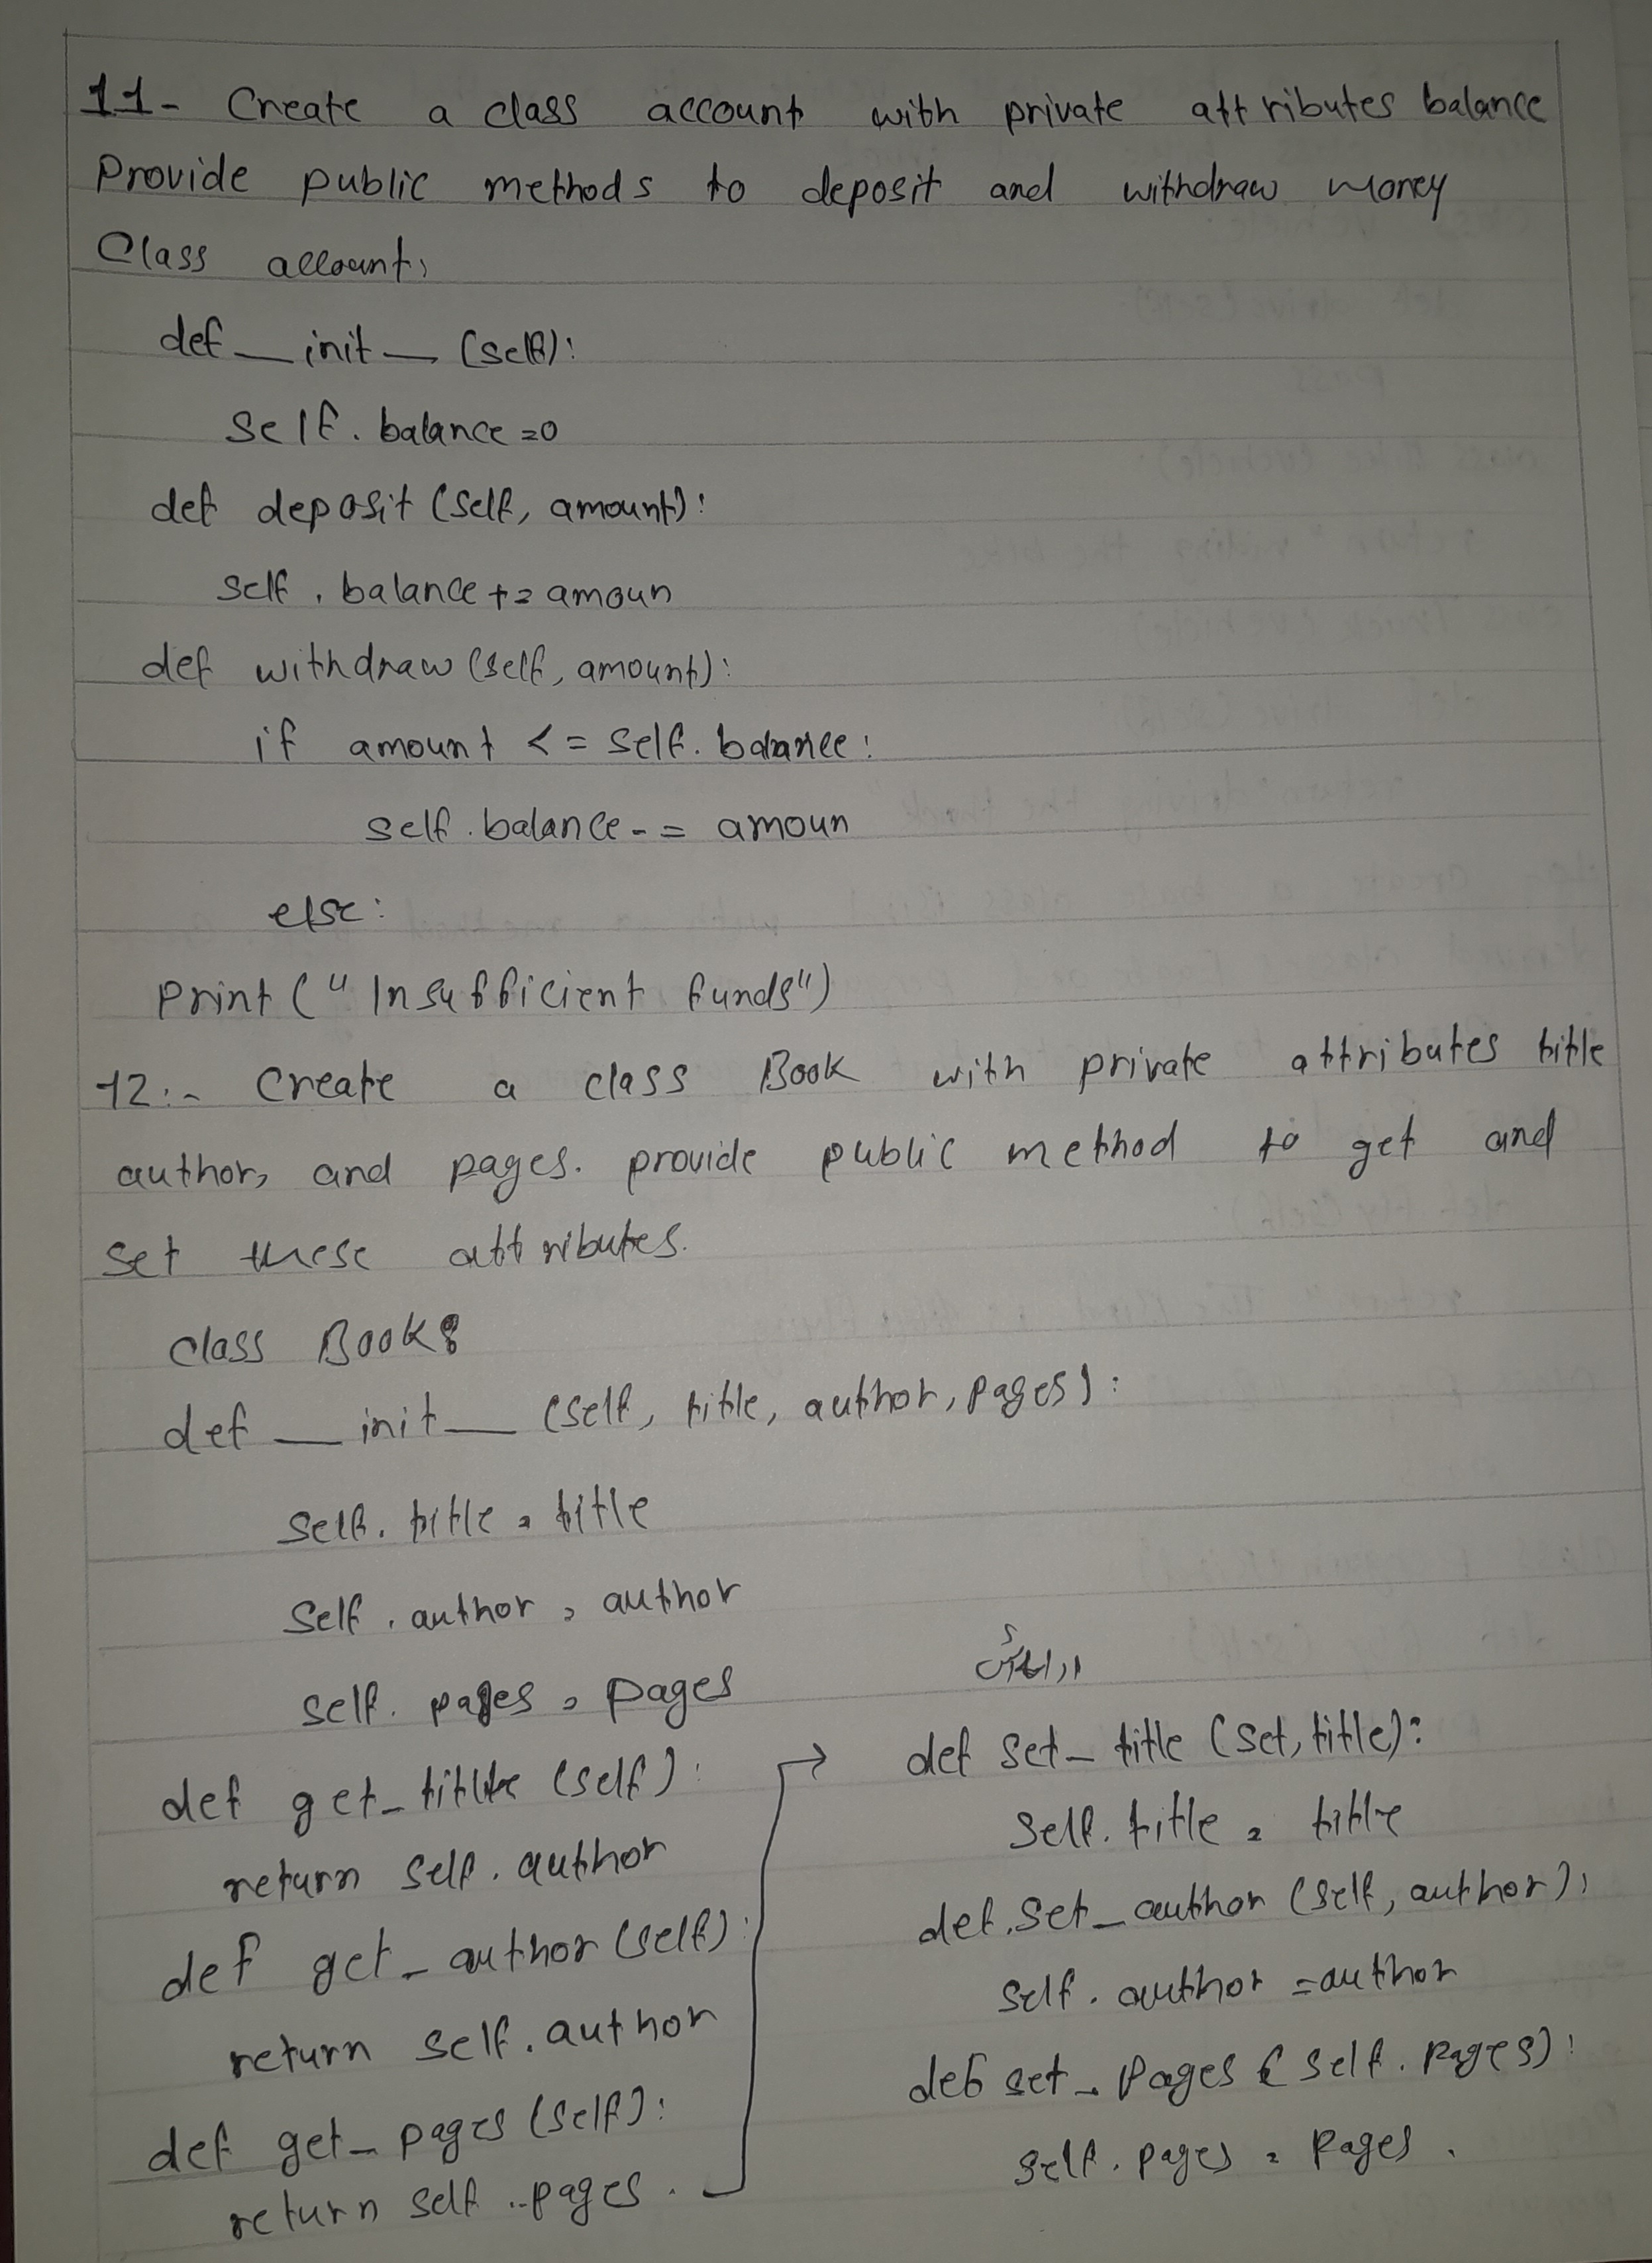 11- Create a class account with private attributes balance
Provide public methods to deposit and withdraw money
Class account:
def __init__ (self):
self.balance=0
def deposit (self, amount):
self.balance+=amoun
def withdraw (self, amount):
if amount <= self.balance:
self.balance-= amoun
else:
Print ("Insufficient funds")
12:- Create a class Book with private attributes title
author, and pages. provide public method to get and
set these attributes.
class Book:
def __init__ (self, title, author, pages):
self.title = title
self.author = author
self.pages = pages
def get_title (self):
return self.author
def get_author (self):
return self.author
def get_pages (self):
return self..pages.
def set_title (set, title):
self.title = title
def.set_author (self, author):
self.author =author
def set_pages ( self. pages):
self.pages = pages.